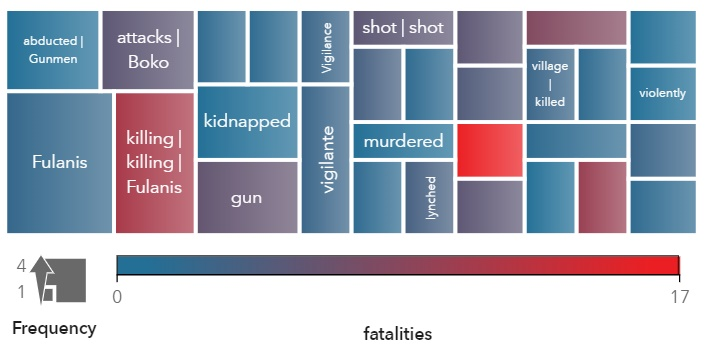 abducted |
Gunmen
attacks |
Boko
Vigilance
shot | shot
village
|
killed
violently
kidnapped
Fulanis
killing |
killing |
Fulanis
gun
vigilante
murdered
lynched
4
1
Frequency
0
17
fatalities